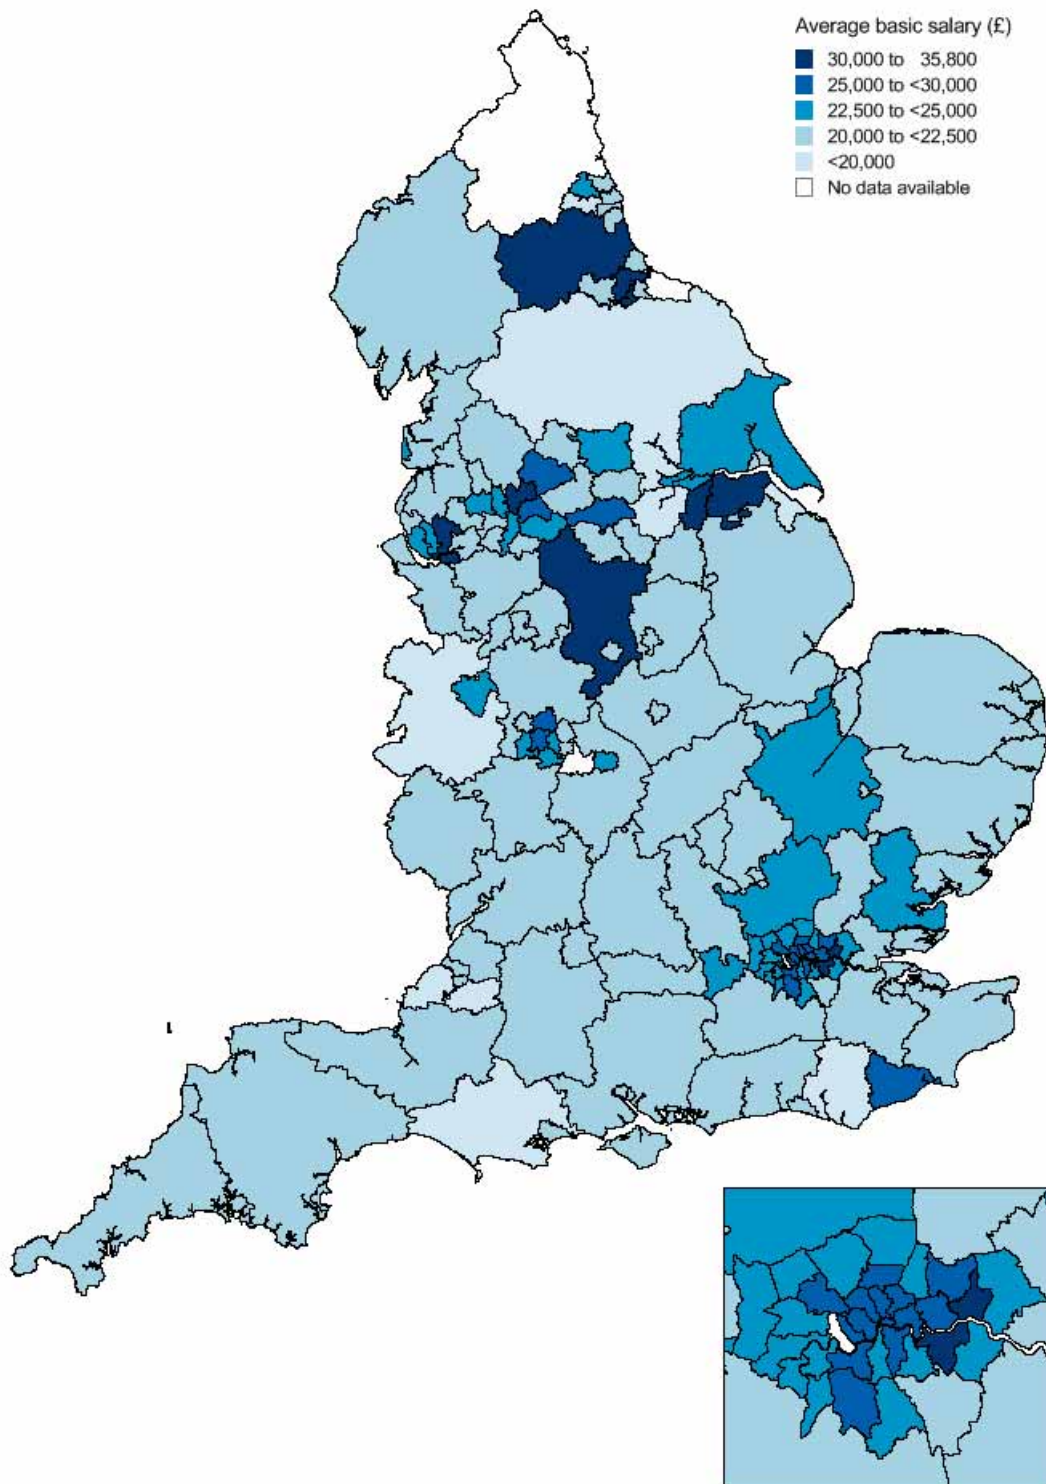 Average basic salary (£)
30,000 to 35,800
25,000 to <30,000
22,500 to <25,000
20,000 to <22,500
<20,000
No data available